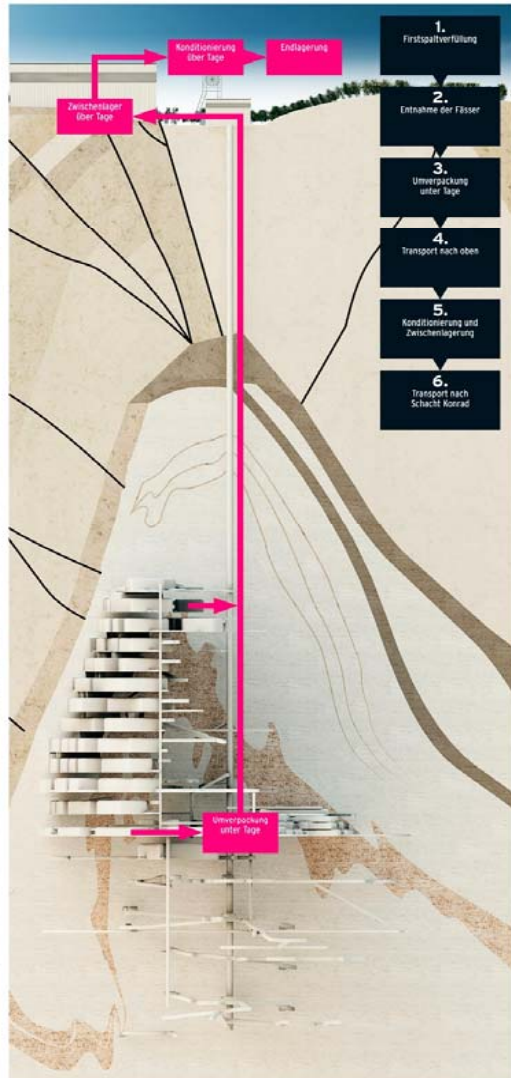 Konditionierung
über Tage
Endlagerung
Zwischenlager
über Tage
1.
Firstspaltverfüllung
2.
Entnahme der Fässer
3.
Umverpackung
unter Tage
4.
Transport nach oben
5.
Konditionierung und
Zwischenlagerung
6.
Transport nach
Schacht Konrad
Umverpackung
unter Tage